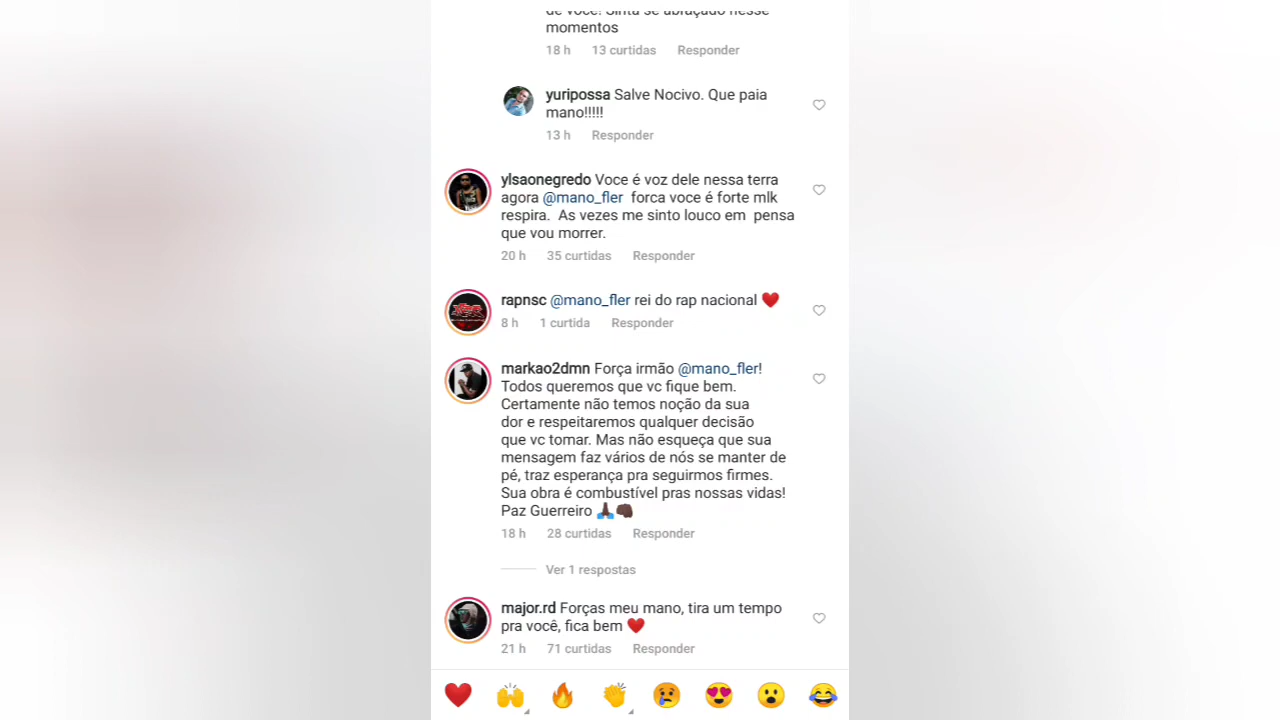 de você! Sinta se abraçado nesse
momentos
18 h 13 curtidas Responder
yuripossa Salve Nocivo. Que paia
mano!!!!!
13 h Responder
ylsaonegredo Voce é voz dele nessa terra
agora @mano_fler forca voce é forte mlk
respira. As vezes me sinto louco em pensa
que vou morrer.
20 h 35 curtidas Responder
rapnsc @mano_fler rei do rap nacional ❤️
8 h 1 curtida Responder
markao2dmn Força irmão @mano_fler!
Todos queremos que vc fique bem.
Certamente não temos noção da sua
dor e respeitaremos qualquer decisão
que vc tomar. Mas não esqueça que sua
mensagem faz vários de nós se manter de
pé, traz esperança pra seguirmos firmes.
Sua obra é combustível pras nossas vidas!
Paz Guerreiro 🙏🏿👊🏿
18 h 28 curtidas Responder
Ver 1 respostas
major.rd Forças meu mano, tira um tempo
pra você, fica bem ❤️
21 h 71 curtidas Responder